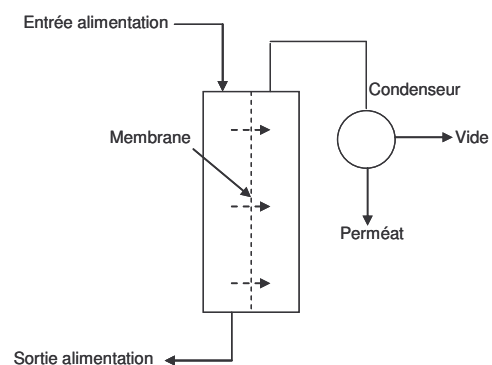 Entrée alimentation
Condenseur
Membrane
Vide
Perméat
Sortie alimentation